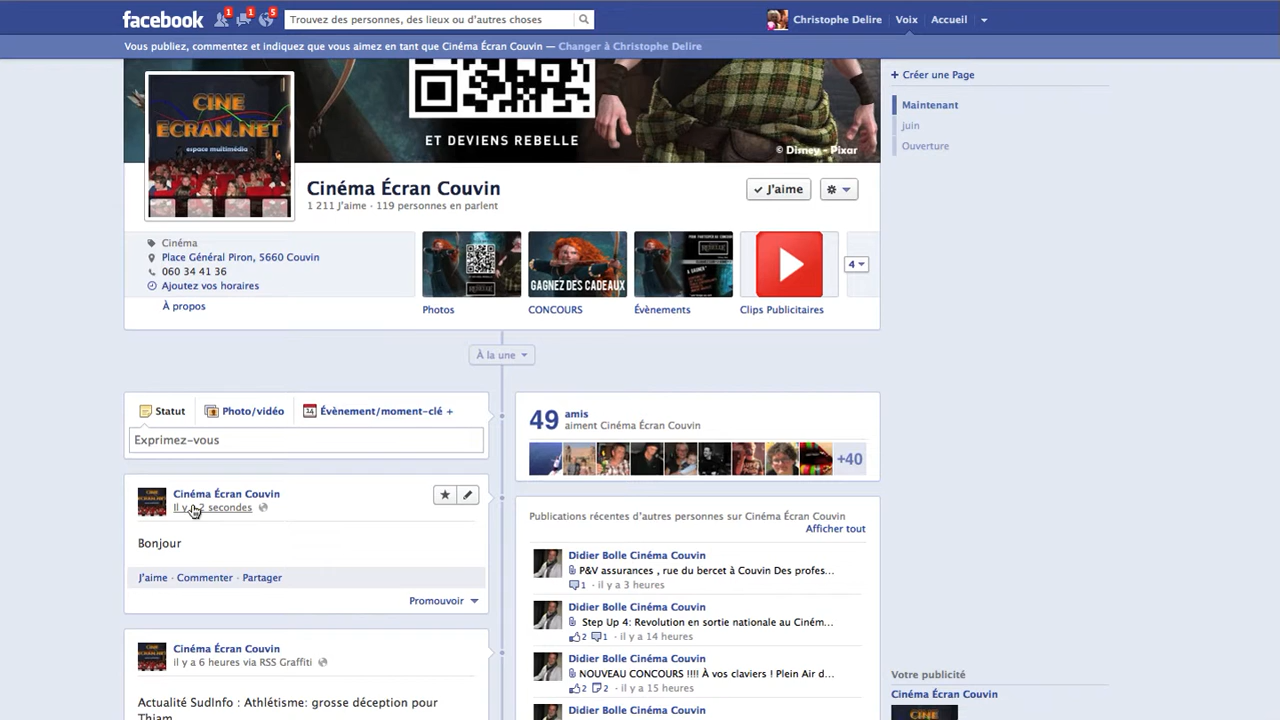 facebook
1
1
5
Trouvez des personnes, des lieux ou d'autres choses
Christophe Delire
Voix
Accueil
Vous publiez, commentez et indiquez que vous aimez en tant que Cinéma Écran Couvin — Changer à Christophe Delire
ET DEVIENS REBELLE
© Disney - Pixar
CINE
ECRAN.NET
espace multimédia
Cinéma Écran Couvin
1 211 J'aime · 119 personnes en parlent
✓ J'aime
Cinéma
Place Général Piron, 5660 Couvin
060 34 41 36
Ajoutez vos horaires
À propos
REBELLE
Photos
GAGNEZ DES CADEAUX
CONCOURS
Évènements
Clips Publicitaires
4
+ Créer une Page
Maintenant
juin
Ouverture
À la une
Statut
Photo/vidéo
Évènement/moment-clé +
Exprimez-vous
Cinéma Écran Couvin
Il y 2 secondes
Bonjour
J'aime · Commenter · Partager
Promouvoir
Cinéma Écran Couvin
il y a 6 heures via RSS Graffiti
Actualité SudInfo : Athlétisme: grosse déception pour
Thiam
49 amis
aiment Cinéma Écran Couvin
+40
Publications récentes d'autres personnes sur Cinéma Écran Couvin
Afficher tout
Didier Bolle Cinéma Couvin
P&V assurances , rue du bercet à Couvin Des profes...
1 · il y a 3 heures
Didier Bolle Cinéma Couvin
Step Up 4: Revolution en sortie nationale au Ciném...
2 1 · il y a 14 heures
Didier Bolle Cinéma Couvin
NOUVEAU CONCOURS !!!! À vos claviers ! Plein Air d...
2 2 · il y a 15 heures
Didier Bolle Cinéma Couvin
Votre publicité
Cinéma Écran Couvin
CINE